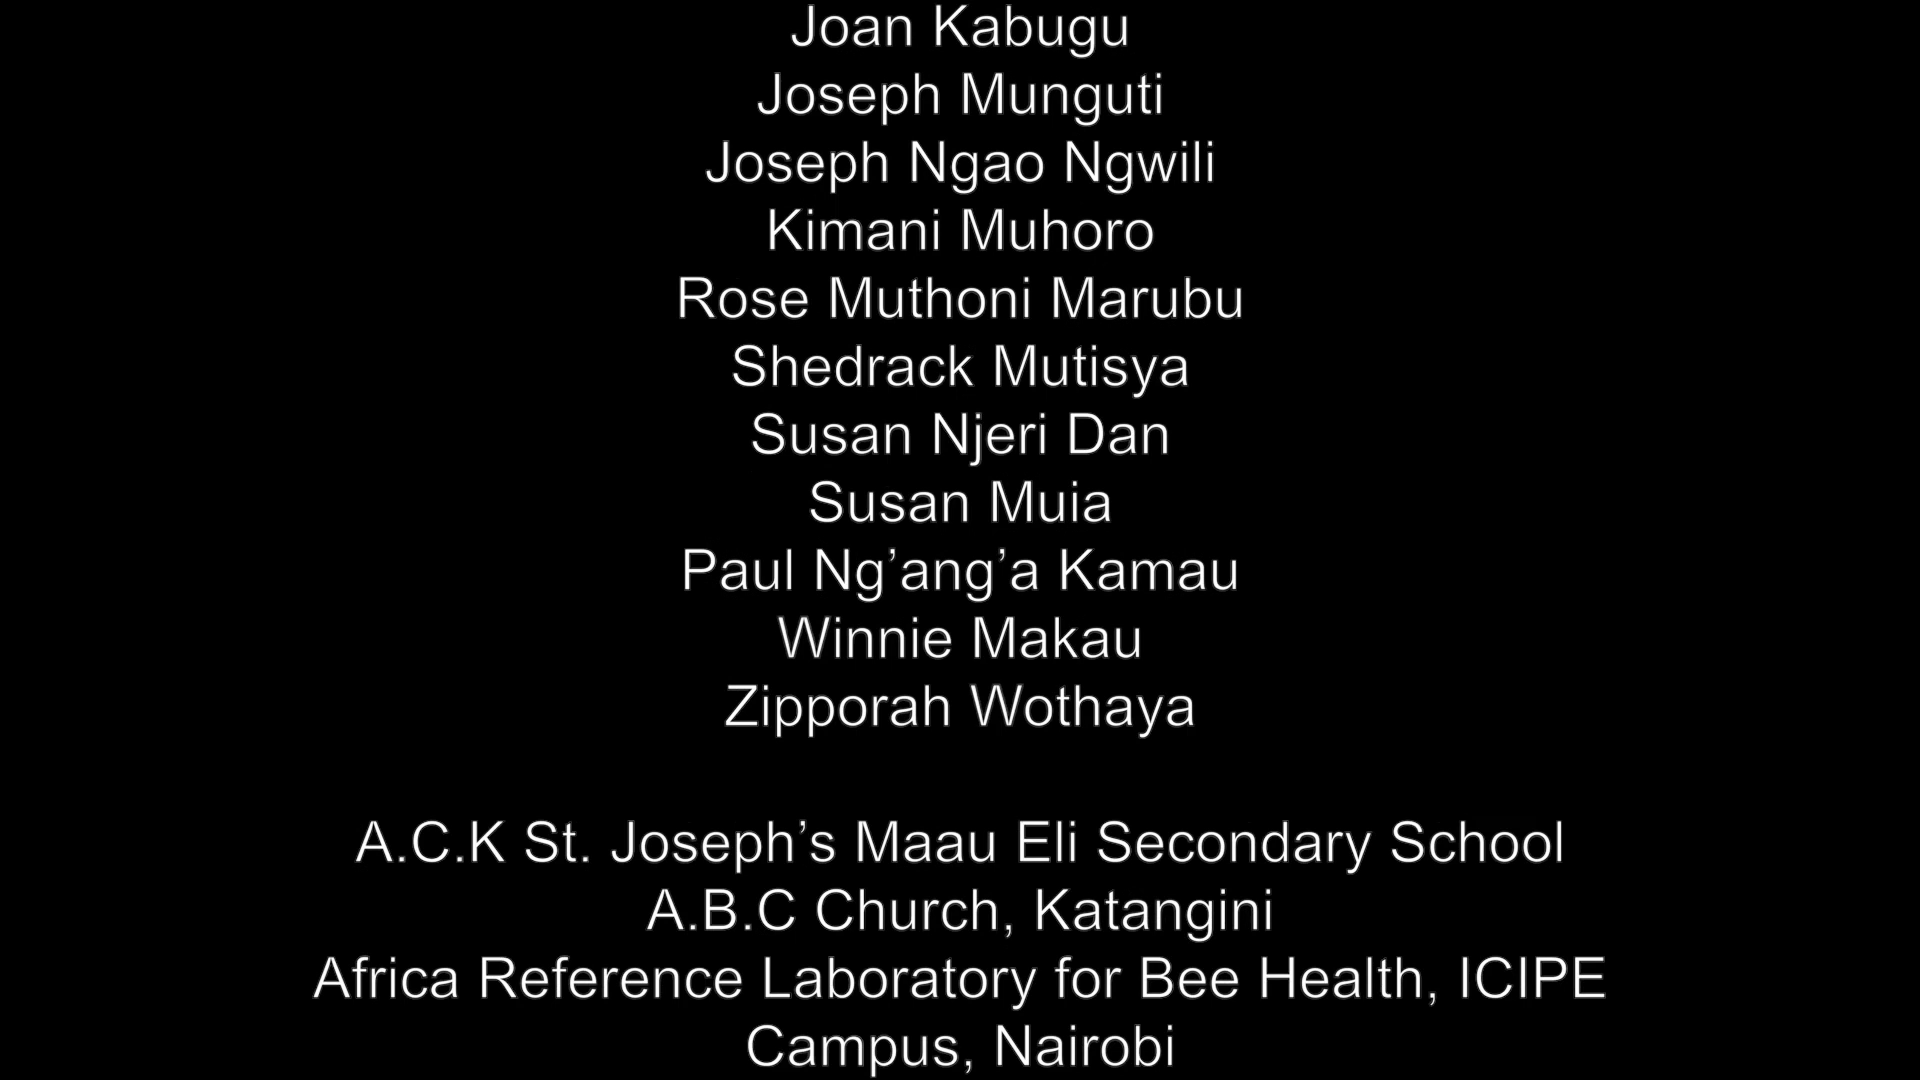 Joan Kabugu
Joseph Munguti
Joseph Ngao Ngwili
Kimani Muhoro
Rose Muthoni Marubu
Shedrack Mutisya
Susan Njeri Dan
Susan Muia
Paul Ng’ang’a Kamau
Winnie Makau
Zipporah Wothaya
A.C.K St. Joseph’s Maau Eli Secondary School
A.B.C Church, Katangini
Africa Reference Laboratory for Bee Health, ICIPE
Campus, Nairobi